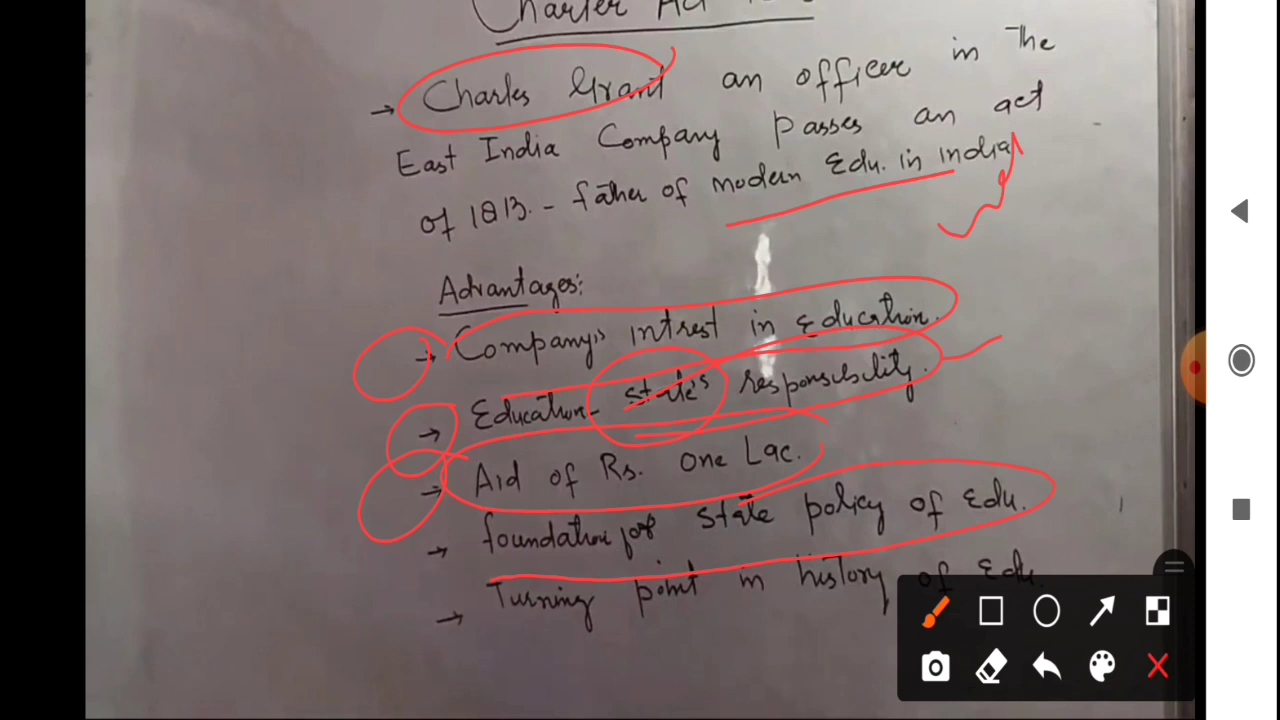 Charter Act
→ Charles Grant an officer in the
East India Company passes an act
of 1813. - father of modern Edu. in india
Advantages:
→ Company's intrest in Education.
→ Education - state's responsibility.
→ Aid of Rs. One Lac.
→ foundation for state policy of Edu.
→ Turning point in history of Edu.